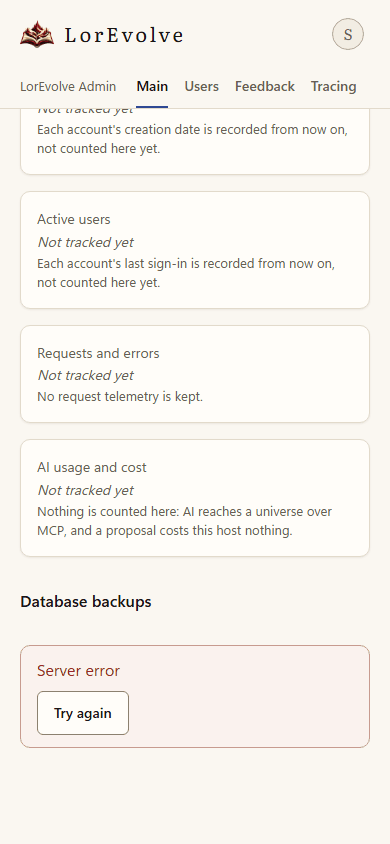 LorEvolve
S
LorEvolve Admin Main Users Feedback Tracing
Not tracked yet
Each account's creation date is recorded from now on,
not counted here yet.
Active users
Not tracked yet
Each account's last sign-in is recorded from now on,
not counted here yet.
Requests and errors
Not tracked yet
No request telemetry is kept.
AI usage and cost
Not tracked yet
Nothing is counted here: AI reaches a universe over
MCP, and a proposal costs this host nothing.
Database backups
Server error
Try again